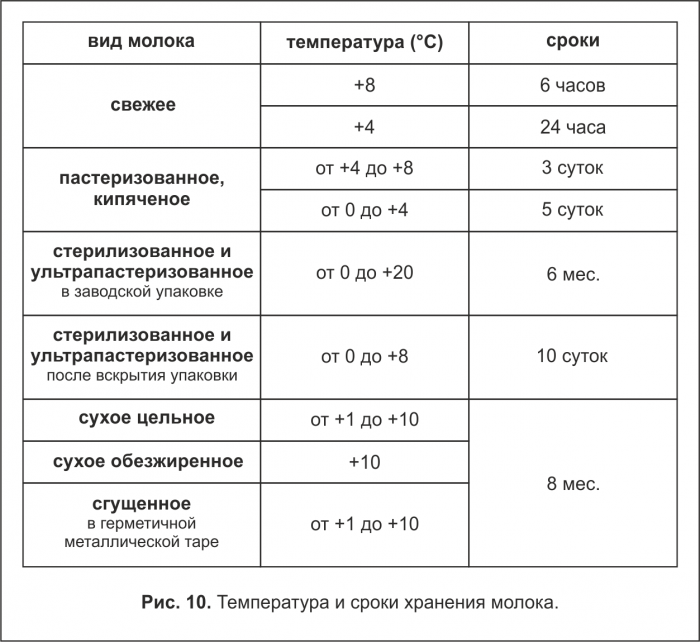 вид молока
температура (°C)
сроки
свежее
+8
6 часов
+4
24 часа
пастеризованное,
кипяченое
от +4 до +8
3 суток
от 0 до +4
5 суток
стерилизованное и
ультрапастеризованное
в заводской упаковке
от 0 до +20
6 мес.
стерилизованное и
ультрапастеризованное
после вскрытия упаковки
от 0 до +8
10 суток
сухое цельное
от +1 до +10
8 мес.
сухое обезжиренное
+10
сгущенное
в герметичной
металлической таре
от +1 до +10
Рис. 10. Температура и сроки хранения молока.